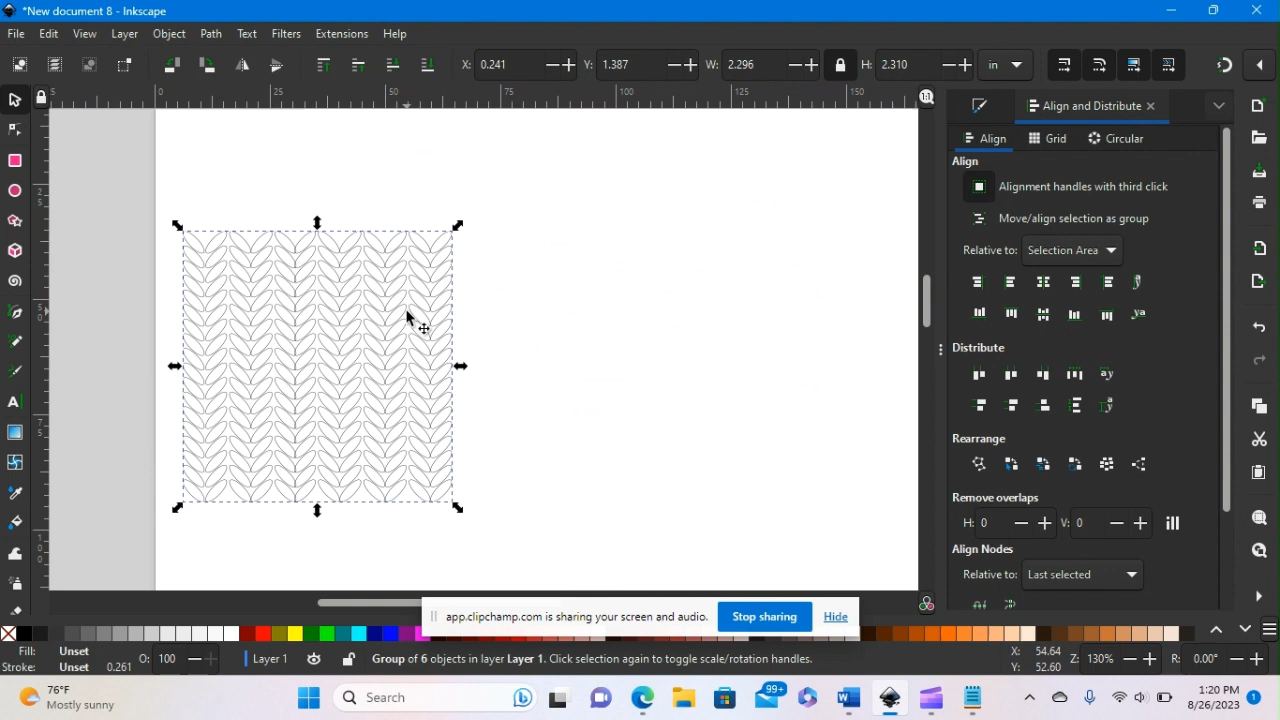 *New document 8 - Inkscape
File Edit View Layer Object Path Text Filters Extensions Help
X: 0.241 Y: 1.387 W: 2.296 H: 2.310 in
0 25 50 75 100 125 150
1:1
Align and Distribute
Align Grid Circular
Align
Alignment handles with third click
Move/align selection as group
Relative to: Selection Area
Distribute
Rearrange
Remove overlaps
H: 0 V: 0
Align Nodes
Relative to: Last selected
app.clipchamp.com is sharing your screen and audio. Stop sharing Hide
Fill: Unset
Stroke: Unset 0.261 O: 100 Layer 1 Group of 6 objects in layer Layer 1. Click selection again to toggle scale/rotation handles. X: 54.64 Y: 52.60 Z: 130% R: 0.00°
76°F
Mostly sunny
Search
99+
1:20 PM
8/26/2023
1